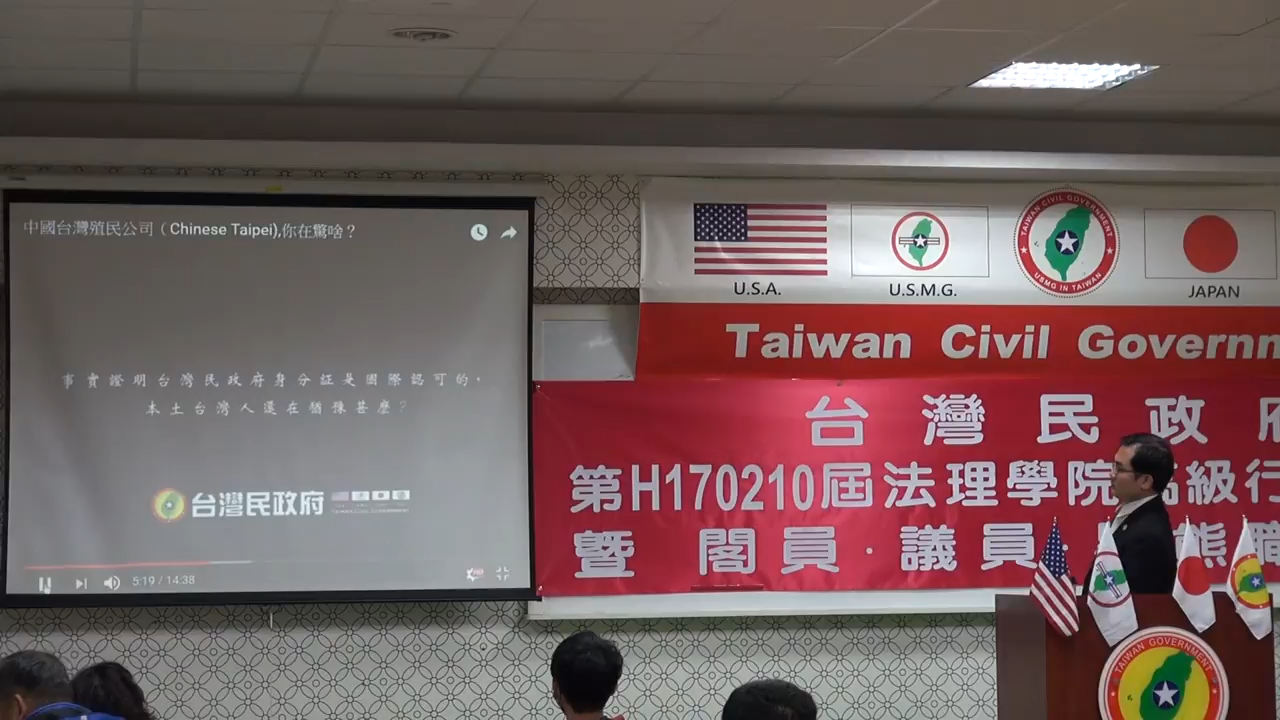 中國台灣殖民公司（Chinese Taipei),你在驚啥？
事實證明台灣民政府身分証是國際認可的，
本土台灣人還在猶豫甚麼？
台灣民政府
5:19 / 14:38
U.S.A.
U.S.M.G.
TAIWAN CIVIL GOVERNMENT
USMG IN TAIWAN
JAPAN
Taiwan Civil Governm
台灣民政府
第H170210屆法理學院高級行
暨 閣員·議員· 熊職
TAIWAN GOVERNMENT